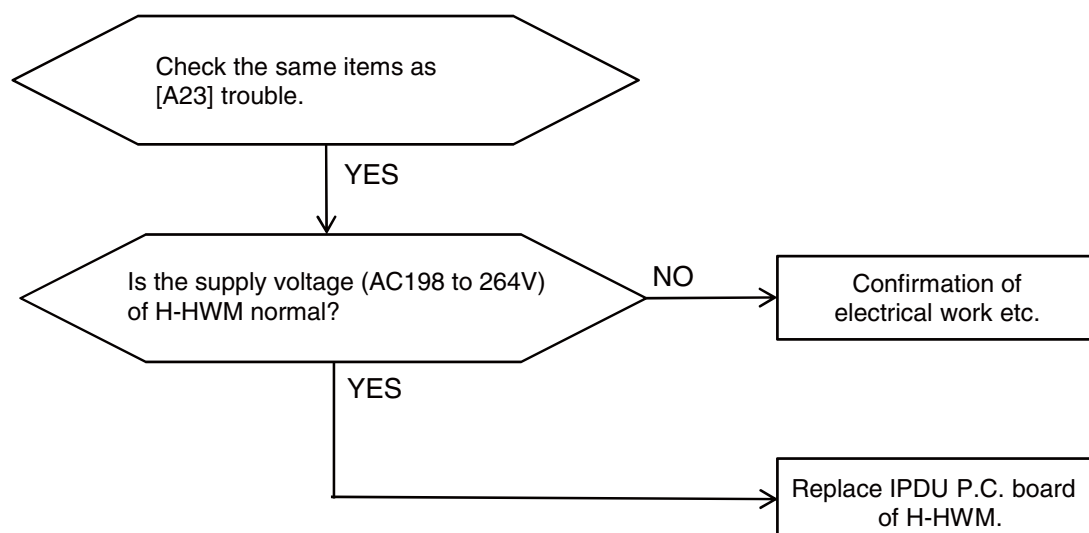 Check the same items as
[A23] trouble.
YES
Is the supply voltage (AC198 to 264V)
of H-HWM normal?
NO
Confirmation of
electrical work etc.
YES
Replace IPDU P.C. board
of H-HWM.